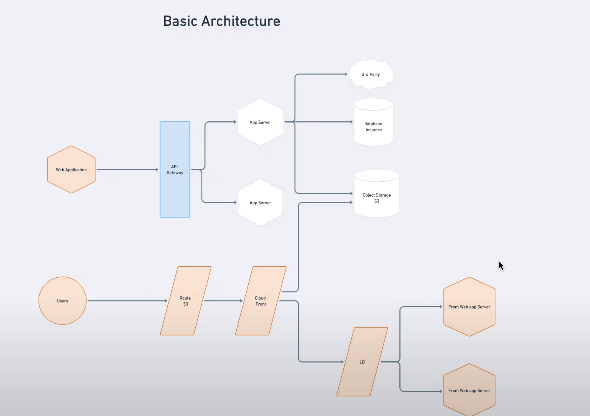 Basic Architecture
3rd Party
App Server
database
Instance
Web Application
API
Gateway
App Server
Object Storage
S3
Users
Route
53
Cloud
Front
Front Web app Server
LB
Front Web app Server